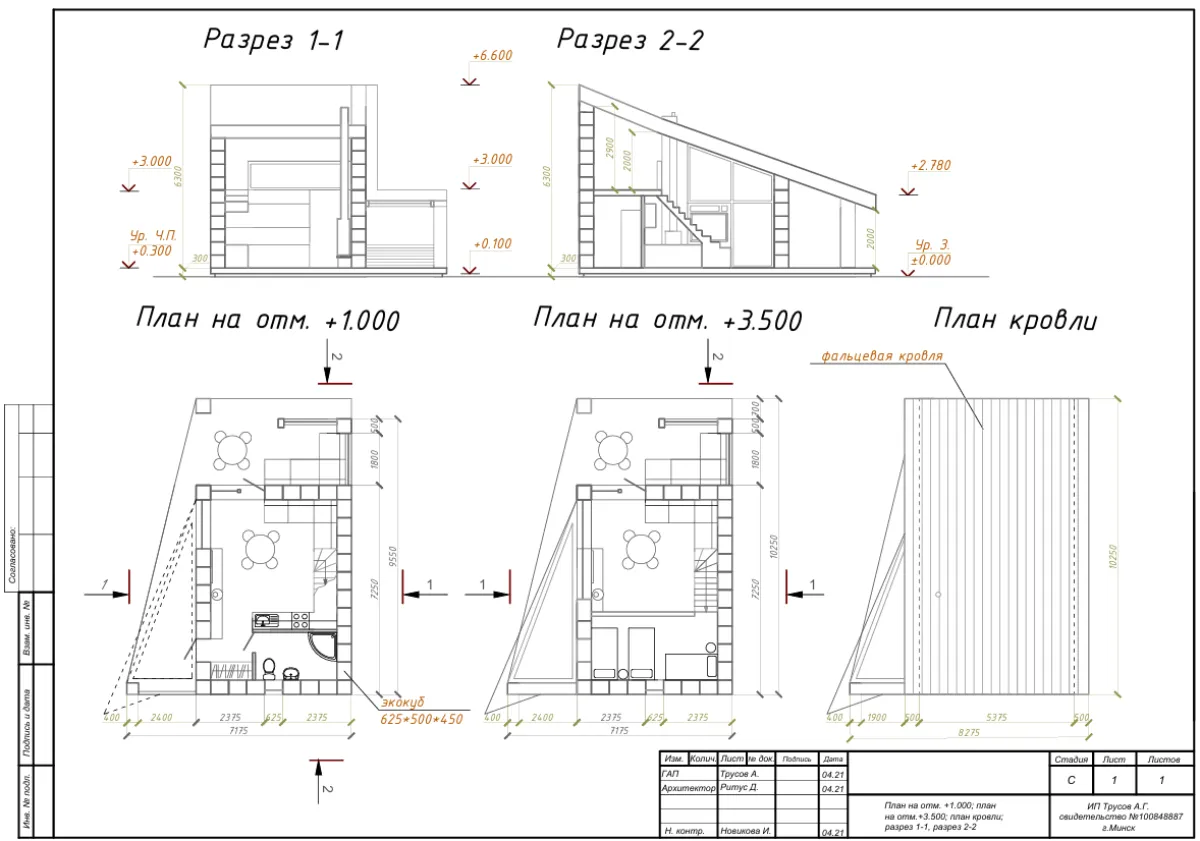 Разрез 1-1
Разрез 2-2
+6.600
+3.000
6300
+3.000
Ур. Ч.П.
+0.300
300
+0.100
6300
2900
2000
300
+2.780
2000
Ур. З.
±0.000
План на отм. +1.000
План на отм. +3.500
План кровли
2
2
фальцевая кровля
500
1800
9550
7250
1
1
500
700
1800
10250
7250
1
1
10250
экокуб
625*500*450
400
2400
2375
625
2375
7175
400
2400
2375
625
2375
7175
400
1900
500
5375
500
8275
2
Согласовано:
Взам. инв. №
Подпись и дата
Инв. № подл.
Изм. Колич. Лист № док. Подпись Дата
ГАП Трусов А. 04.21
Архитектор Ритус Д. 04.21
Н. контр. Новикова И. 04.21
Стадия Лист Листов
С 1 1
План на отм. +1.000; план
на отм.+3.500; план кровли;
разрез 1-1, разрез 2-2
ИП Трусов А.Г.
свидетельство №100848887
г.Минск